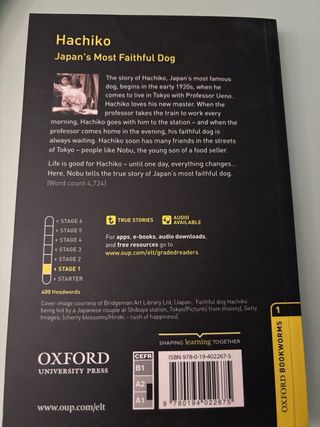 Hachiko
Japan's Most Faithful Dog
The story of Hachiko, Japan's most famous
dog, begins in the early 1920s, when he
comes to live in Tokyo with Professor Ueno.
Hachiko loves his new master. When the
professor takes the train to work every
morning, Hachiko goes with him to the station – and when the
professor comes home in the evening, his faithful dog is
always waiting. Hachiko soon has many friends in the streets
of Tokyo – people like Nobu, the young son of a food seller.
Life is good for Hachiko – until one day, everything changes...
Here, Nobu tells the true story of Japan's most faithful dog.
[Word count 4,724]
STAGE 6
STAGE 5
STAGE 4
STAGE 3
STAGE 2
STAGE 1
STARTER
400 Headwords
TRUE STORIES
AUDIO AVAILABLE
For apps, e-books, audio downloads,
and free resources go to
www.oup.com/elt/gradedreaders
Cover image courtesy of Bridgeman Art Library Ltd, (Japan: 'Faithful dog Hachiko'
being led by a Japanese couple at Shibuya station, Tokyo/Pictures from History), Getty
Images; (cherry blossoms/Hiroki – rush of happiness).
SHAPING learning TOGETHER
OXFORD
UNIVERSITY PRESS
www.oup.com/elt
CEFR
B1
A2
A1
ISBN 978-0-19-402267-5
9 780194 022675
1
OXFORD BOOKWORMS